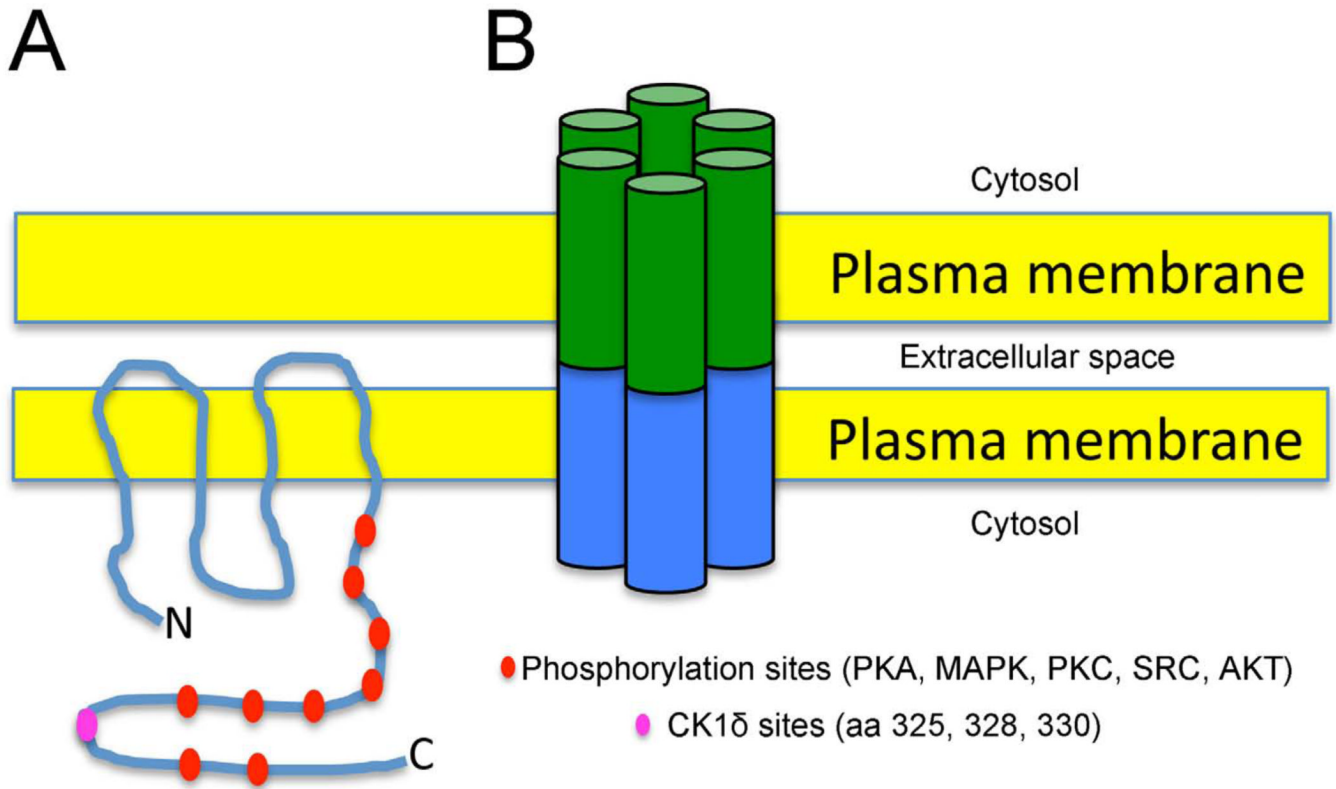 A
B
Cytosol
Plasma membrane
Extracellular space
Plasma membrane
Cytosol
N
Phosphorylation sites (PKA, MAPK, PKC, SRC, AKT)
CK1δ sites (aa 325, 328, 330)
C